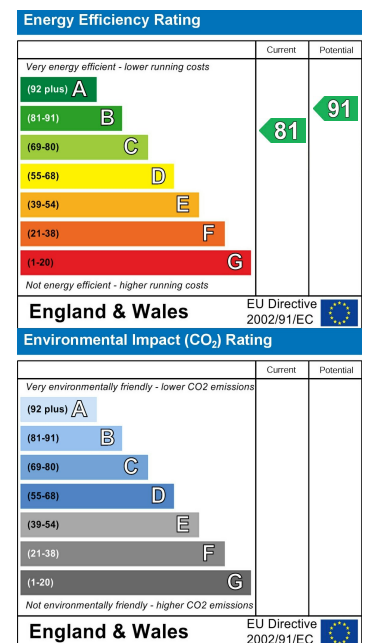 Energy Efficiency Rating
Current Potential
Very energy efficient - lower running costs
(92 plus) A
(81-91) B
(69-80) C
(55-68) D
(39-54) E
(21-38) F
(1-20) G
81 91
Not energy efficient - higher running costs
England & Wales EU Directive 2002/91/EC
Environmental Impact (CO₂) Rating
Current Potential
Very environmentally friendly - lower CO2 emissions
(92 plus) A
(81-91) B
(69-80) C
(55-68) D
(39-54) E
(21-38) F
(1-20) G
Not environmentally friendly - higher CO2 emissions
England & Wales EU Directive 2002/91/EC